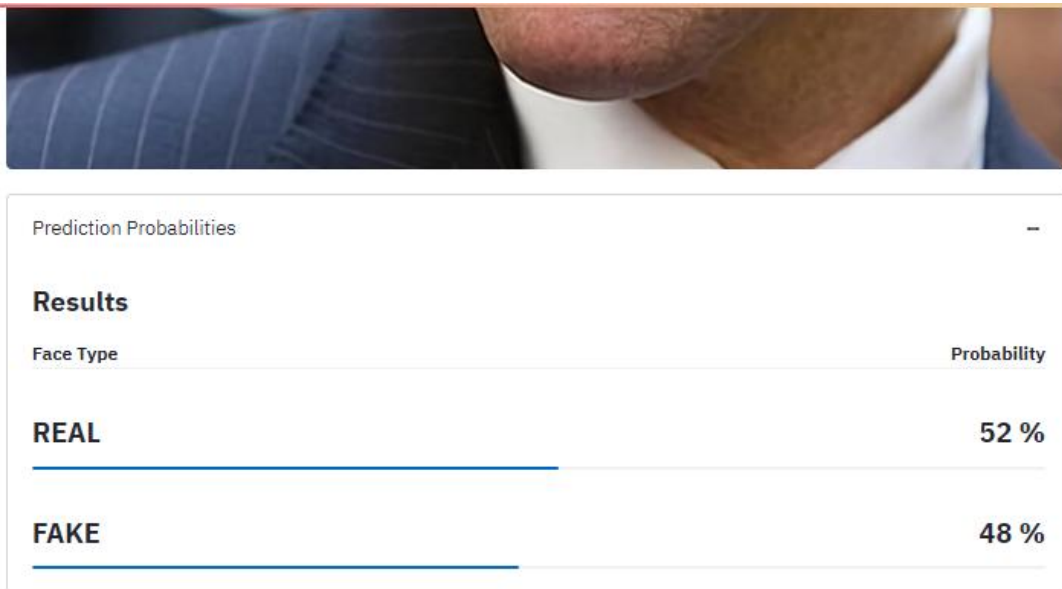 Prediction Probabilities
Results
Face Type Probability
REAL 52 %
FAKE 48 %